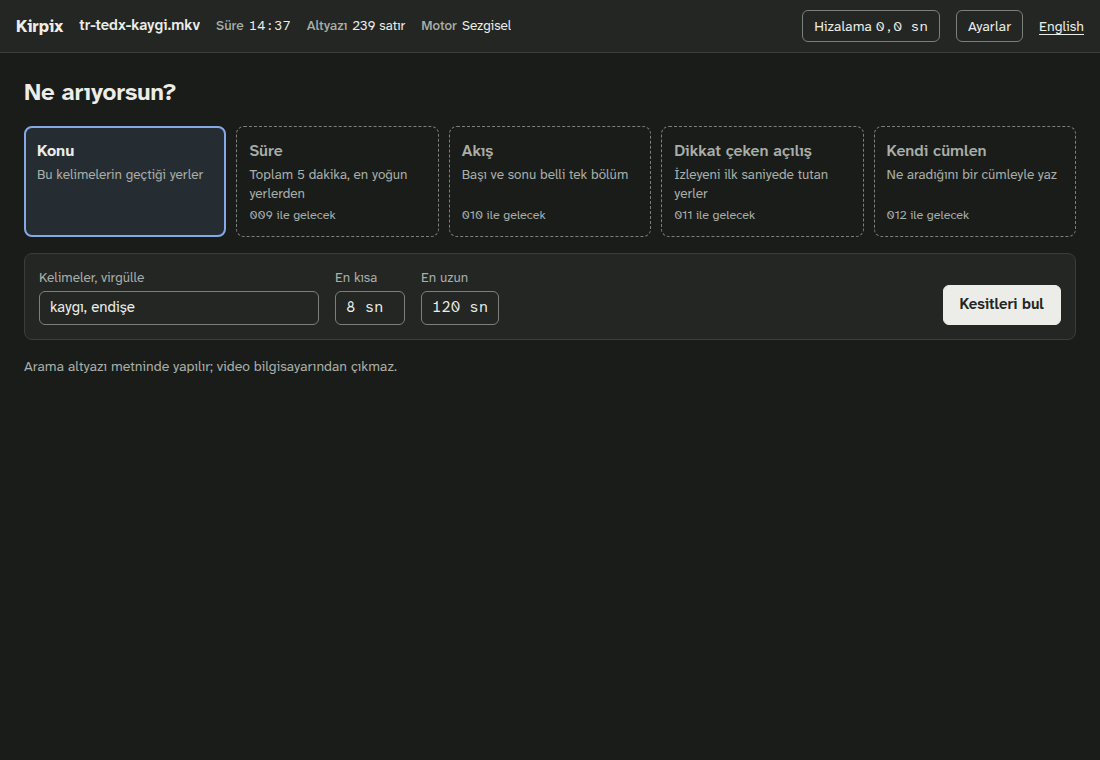 Kirpix tr-tedx-kaygi.mkv Süre 14:37 Altyazı 239 satır Motor Sezgisel Hizalama 0,0 sn Ayarlar English
Ne arıyorsun?
Konu
Bu kelimelerin geçtiği yerler
Süre
Toplam 5 dakika, en yoğun
yerlerden
009 ile gelecek
Akış
Başı ve sonu belli tek bölüm
010 ile gelecek
Dikkat çeken açılış
İzleyeni ilk saniyede tutan
yerler
011 ile gelecek
Kendi cümlen
Ne aradığını bir cümleyle yaz
012 ile gelecek
Kelimeler, virgülle
kaygı, endişe
En kısa
8 sn
En uzun
120 sn
Kesitleri bul
Arama altyazı metninde yapılır; video bilgisayarından çıkmaz.